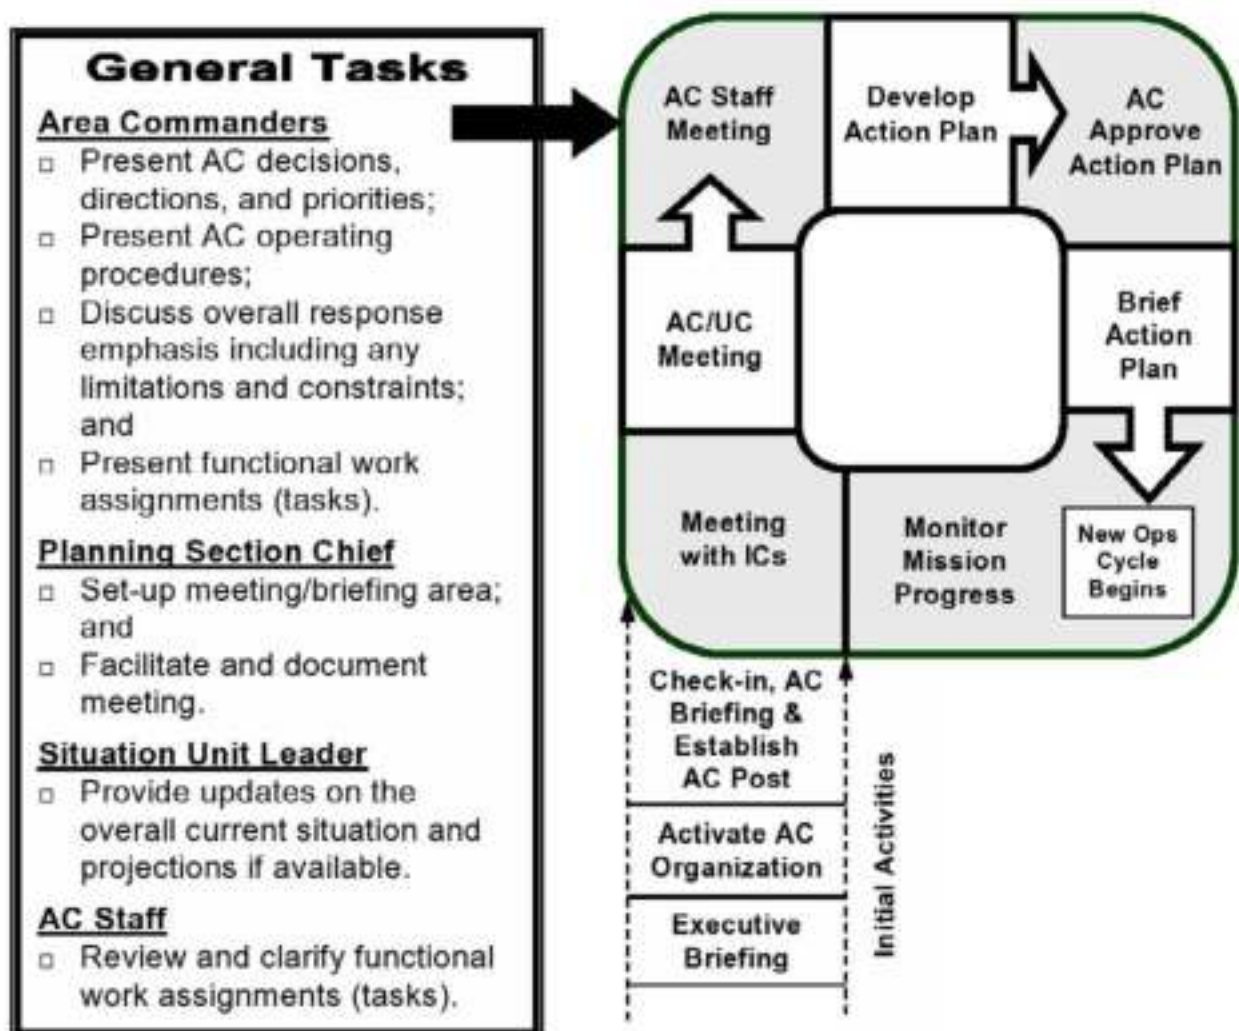 General Tasks
Area Commanders
▫ Present AC decisions,
directions, and priorities;
▫ Present AC operating
procedures;
▫ Discuss overall response
emphasis including any
limitations and constraints;
and
▫ Present functional work
assignments (tasks).
Planning Section Chief
▫ Set-up meeting/briefing area;
and
▫ Facilitate and document
meeting.
Situation Unit Leader
▫ Provide updates on the
overall current situation and
projections if available.
AC Staff
▫ Review and clarify functional
work assignments (tasks).
AC Staff
Meeting
Develop
Action Plan
AC
Approve
Action Plan
AC/UC
Meeting
Brief
Action
Plan
Meeting
with ICs
Monitor
Mission
Progress
New Ops
Cycle
Begins
Check-in, AC
Briefing &
Establish
AC Post
Activate AC
Organization
Executive
Briefing
Initial Activities